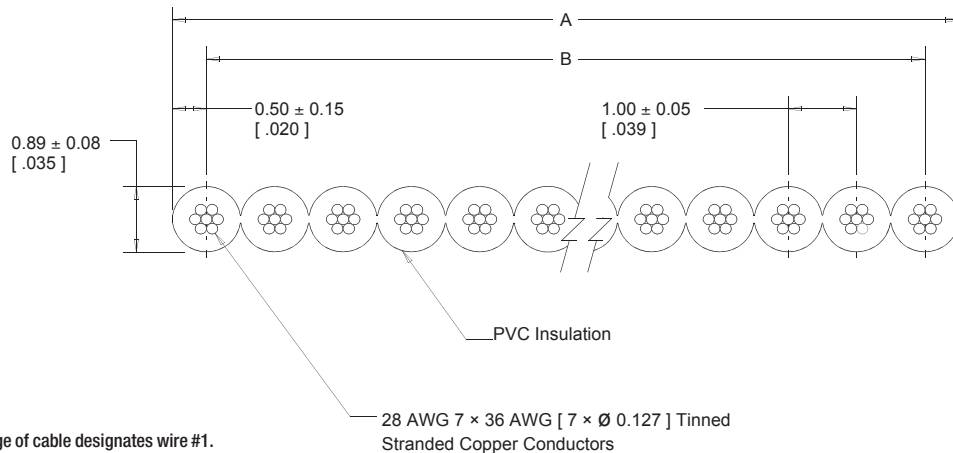 A
B
0.50 ± 0.15
[ .020 ]
1.00 ± 0.05
[ .039 ]
0.89 ± 0.08
[ .035 ]
PVC Insulation
28 AWG 7 × 36 AWG [ 7 × Ø 0.127 ] Tinned
Stranded Copper Conductors
ge of cable designates wire #1.